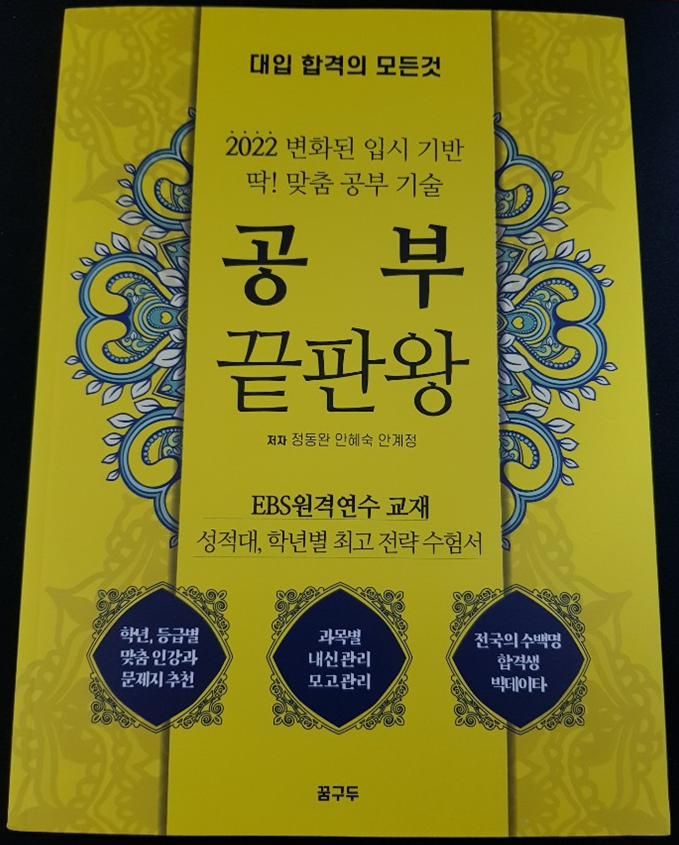 대입 합격의 모든것
2022 변화된 입시 기반
딱! 맞춤 공부 기술
공 부
끝판왕
저자 정동완 안혜숙 안계정
EBS원격연수 교재
성적대, 학년별 최고 전략 수험서
학년, 등급별
맞춤 인강과
문제지 추천
과목별
내신 관리
모고 관리
전국의 수백명
합격생
빅데이타
꿈구두